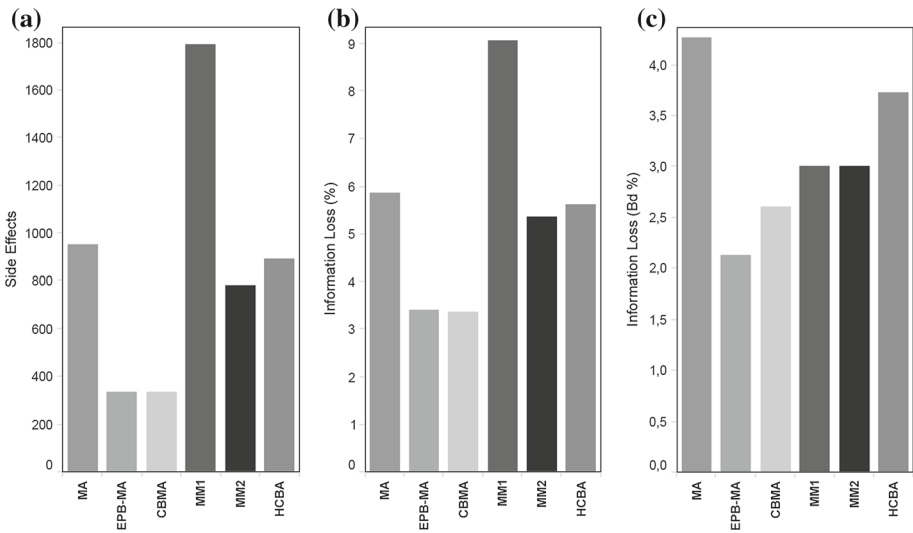 (a)
Side Effects
1800
1600
1400
1200
1000
800
600
400
200
0
MA
EPB-MA
CBMA
MM1
MM2
HCBA
(b)
Information Loss (%)
9
8
7
6
5
4
3
2
1
0
MA
EPB-MA
CBMA
MM1
MM2
HCBA
(c)
Information Loss (Bd %)
4,0
3,5
3,0
2,5
2,0
1,5
1,0
0,5
0,0
MA
EPB-MA
CBMA
MM1
MM2
HCBA